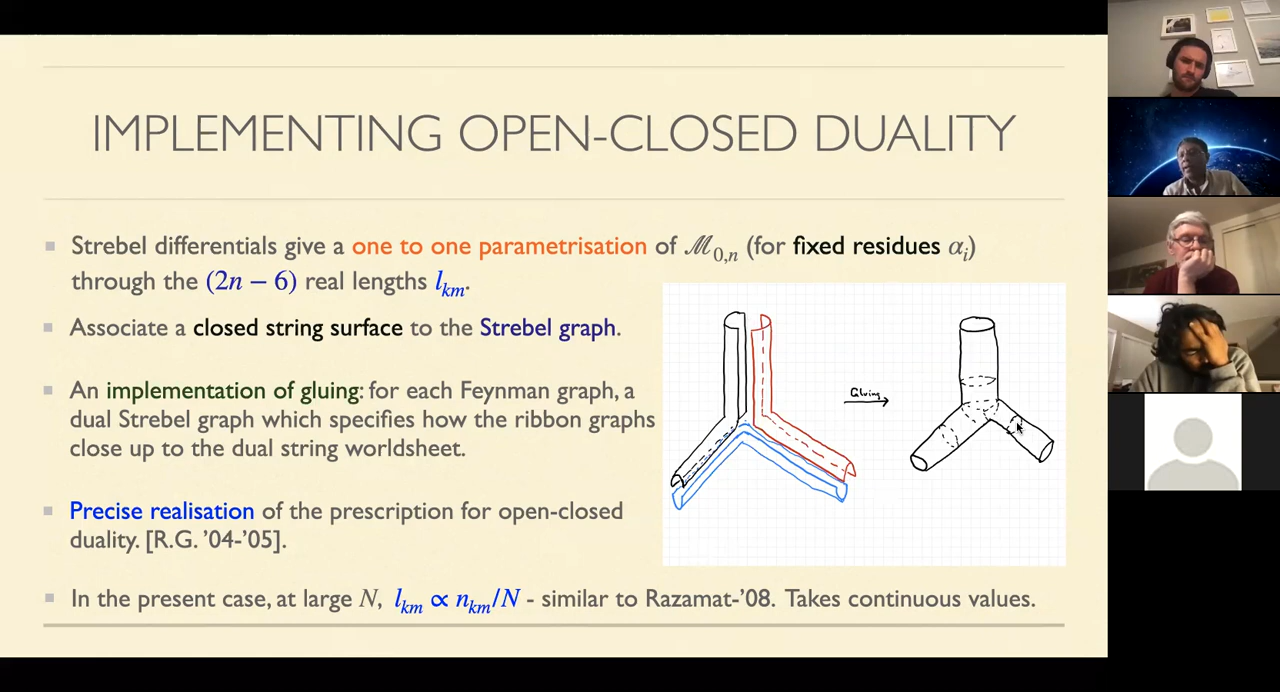 IMPLEMENTING OPEN-CLOSED DUALITY
▪ Strebel differentials give a one to one parametrisation of ℳ₀,ₙ (for fixed residues αᵢ)
through the (2n − 6) real lengths lₖₘ.
▪ Associate a closed string surface to the Strebel graph.
▪ An implementation of gluing: for each Feynman graph, a
dual Strebel graph which specifies how the ribbon graphs
close up to the dual string worldsheet.
Gluing
▪ Precise realisation of the prescription for open-closed
duality. [R.G. '04-'05].
▪ In the present case, at large N, lₖₘ ∝ nₖₘ/N - similar to Razamat-'08. Takes continuous values.